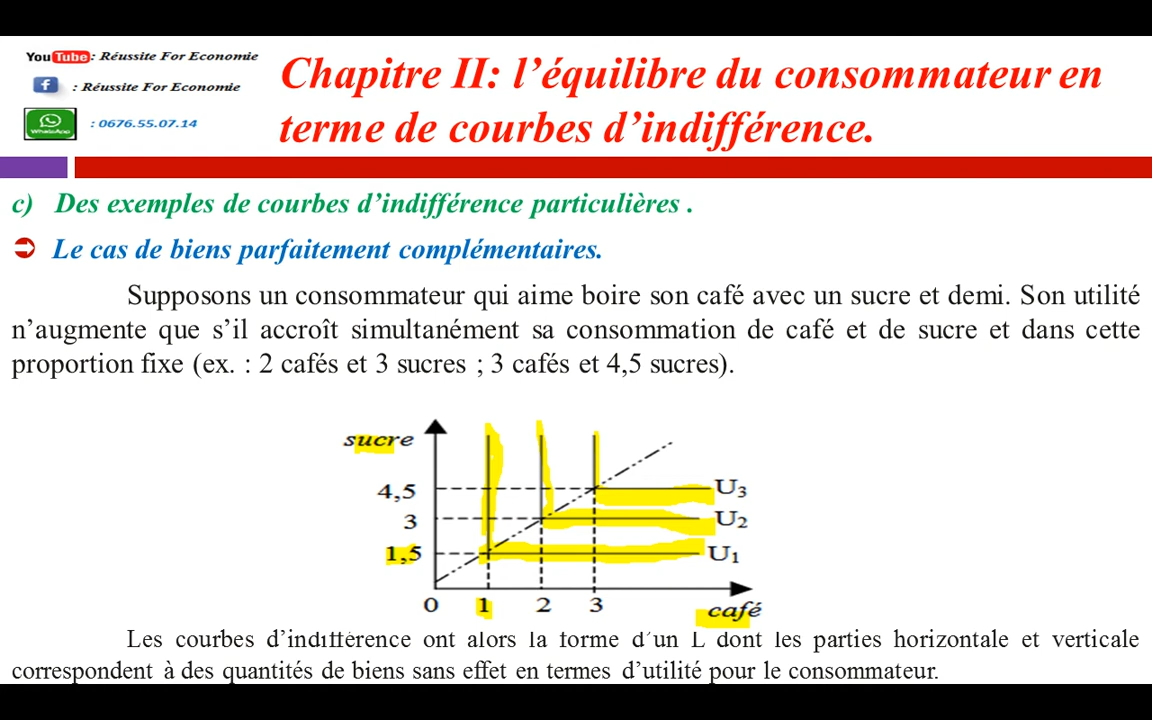 YouTube : Réussite For Economie
f : Réussite For Economie
WhatsApp : 0676.55.07.14
Chapitre II: l’équilibre du consommateur en
terme de courbes d’indifférence.
c) Des exemples de courbes d’indifférence particulières .
Le cas de biens parfaitement complémentaires.
Supposons un consommateur qui aime boire son café avec un sucre et demi. Son utilité
n’augmente que s’il accroît simultanément sa consommation de café et de sucre et dans cette
proportion fixe (ex. : 2 cafés et 3 sucres ; 3 cafés et 4,5 sucres).
sucre
4,5 U3
3 U2
1,5 U1
0 1 2 3 café
Les courbes d’indifférence ont alors la forme d’un L dont les parties horizontale et verticale
correspondent à des quantités de biens sans effet en termes d’utilité pour le consommateur.